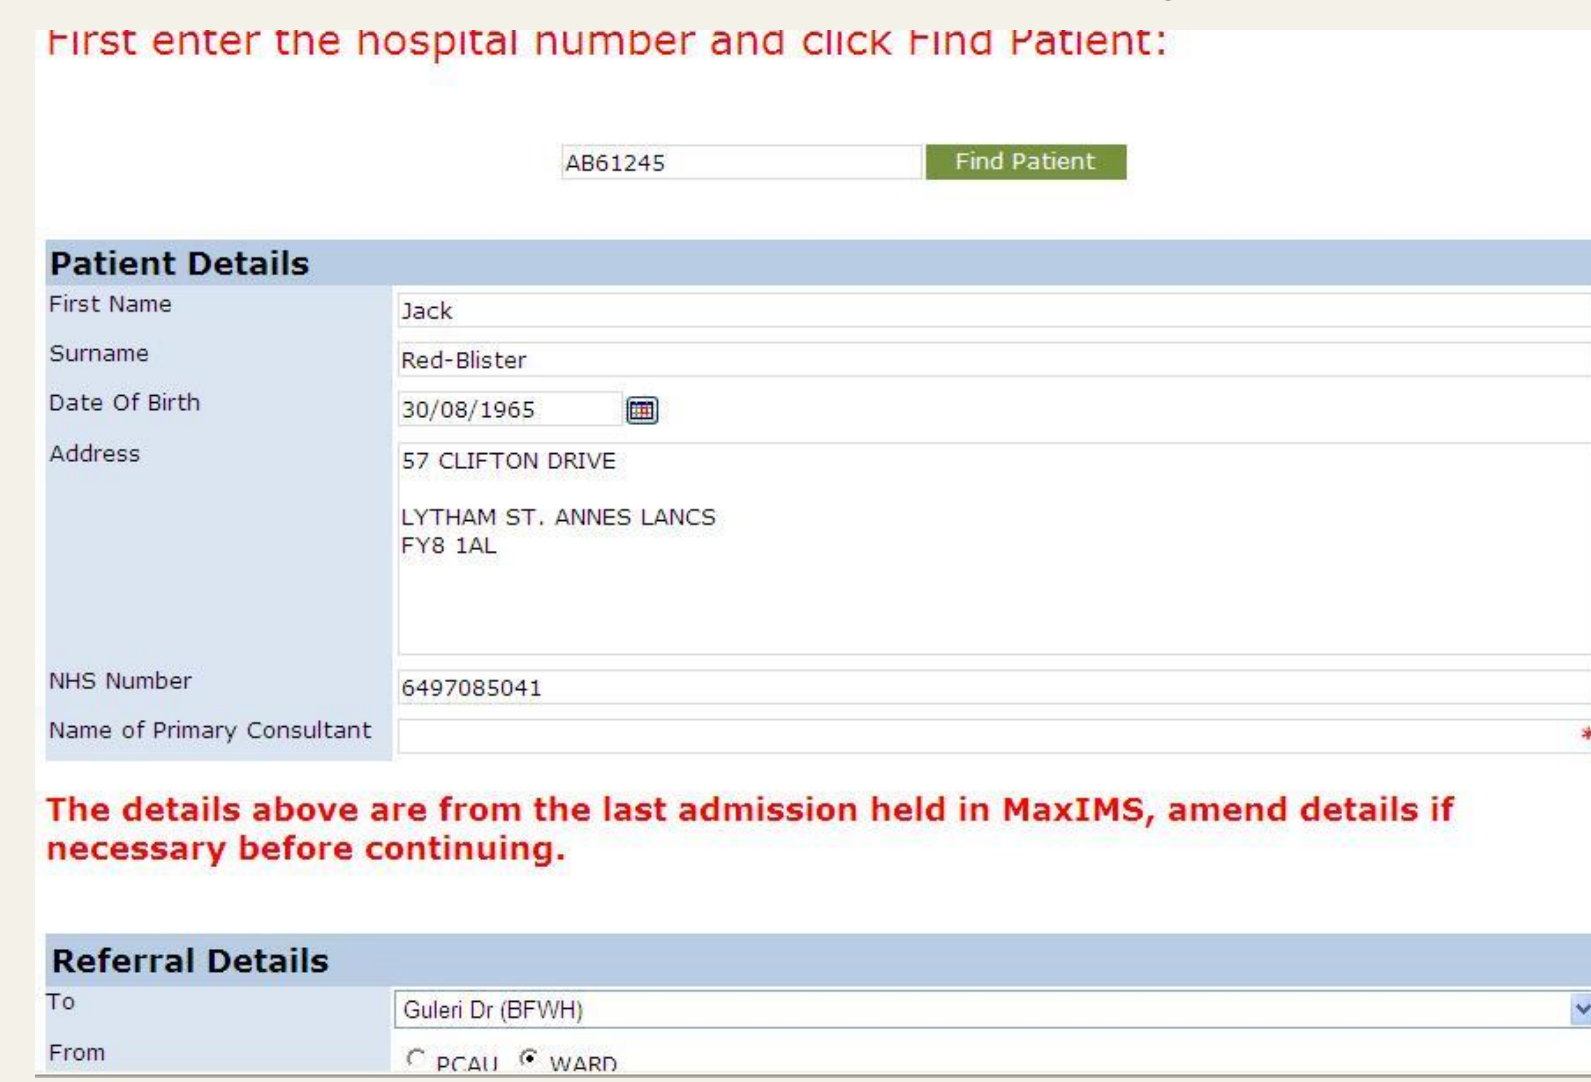 First enter the hospital number and click Find Patient:
AB61245 Find Patient
Patient Details
First Name Jack
Surname Red-Blister
Date Of Birth 30/08/1965
Address 57 CLIFTON DRIVE
LYTHAM ST. ANNES LANCS
FY8 1AL
NHS Number 6497085041
Name of Primary Consultant *
The details above are from the last admission held in MaxIMS, amend details if
necessary before continuing.
Referral Details
To Guleri Dr (BFWH)
From PCAU WARD